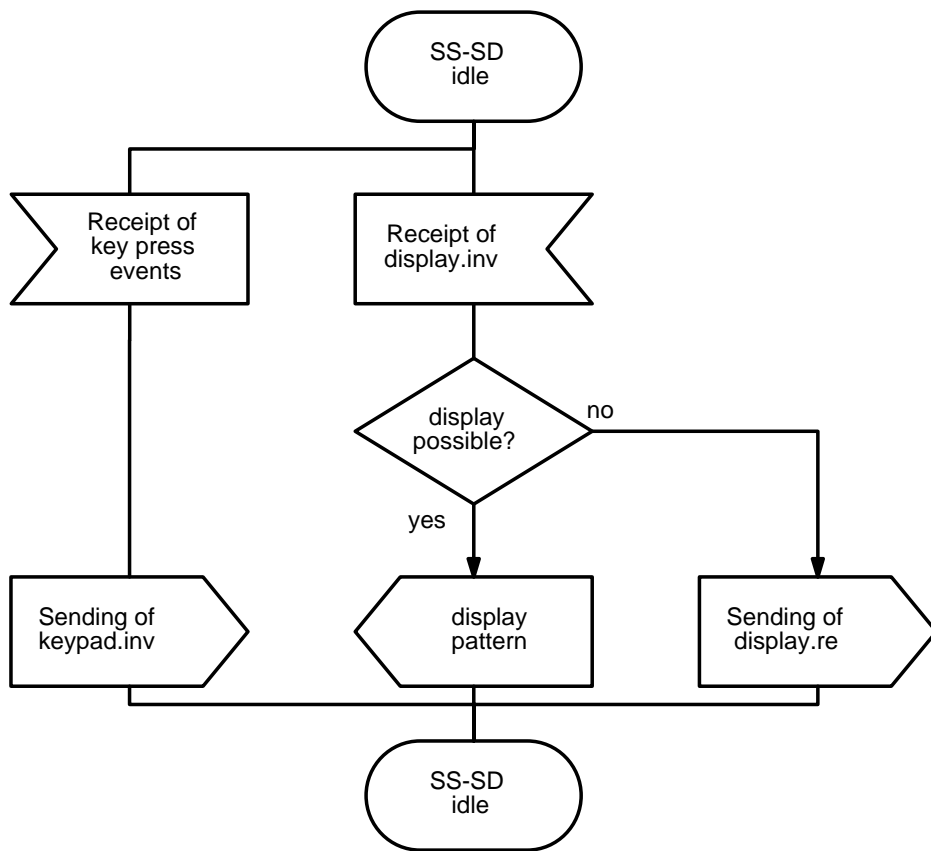 SS-SD
idle
Receipt of
key press
events
Receipt of
display.inv
display
possible?
no
yes
Sending of
keypad.inv
display
pattern
Sending of
display.re
SS-SD
idle